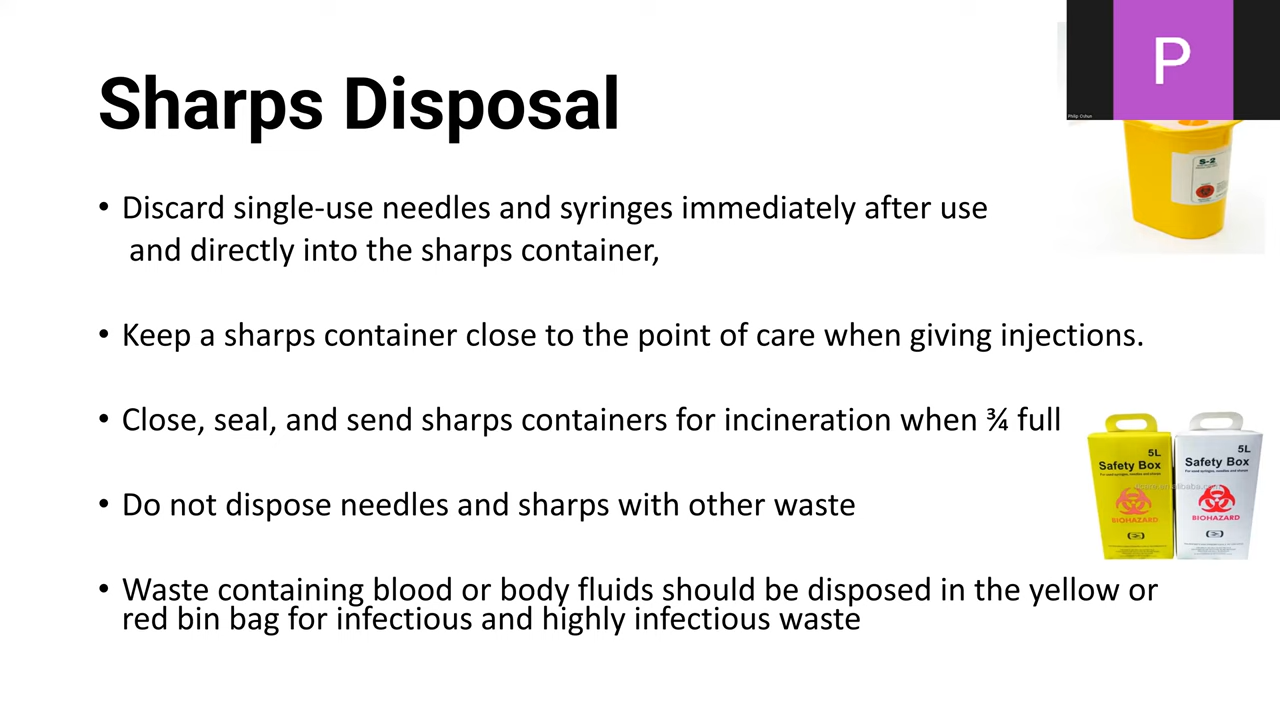 P
Philip Oshun
Sharps Disposal
S-2
• Discard single-use needles and syringes immediately after use
and directly into the sharps container,
• Keep a sharps container close to the point of care when giving injections.
• Close, seal, and send sharps containers for incineration when ¾ full
5L
Safety Box
BIOHAZARD
5L
Safety Box
BIOHAZARD
• Do not dispose needles and sharps with other waste
• Waste containing blood or body fluids should be disposed in the yellow or
red bin bag for infectious and highly infectious waste